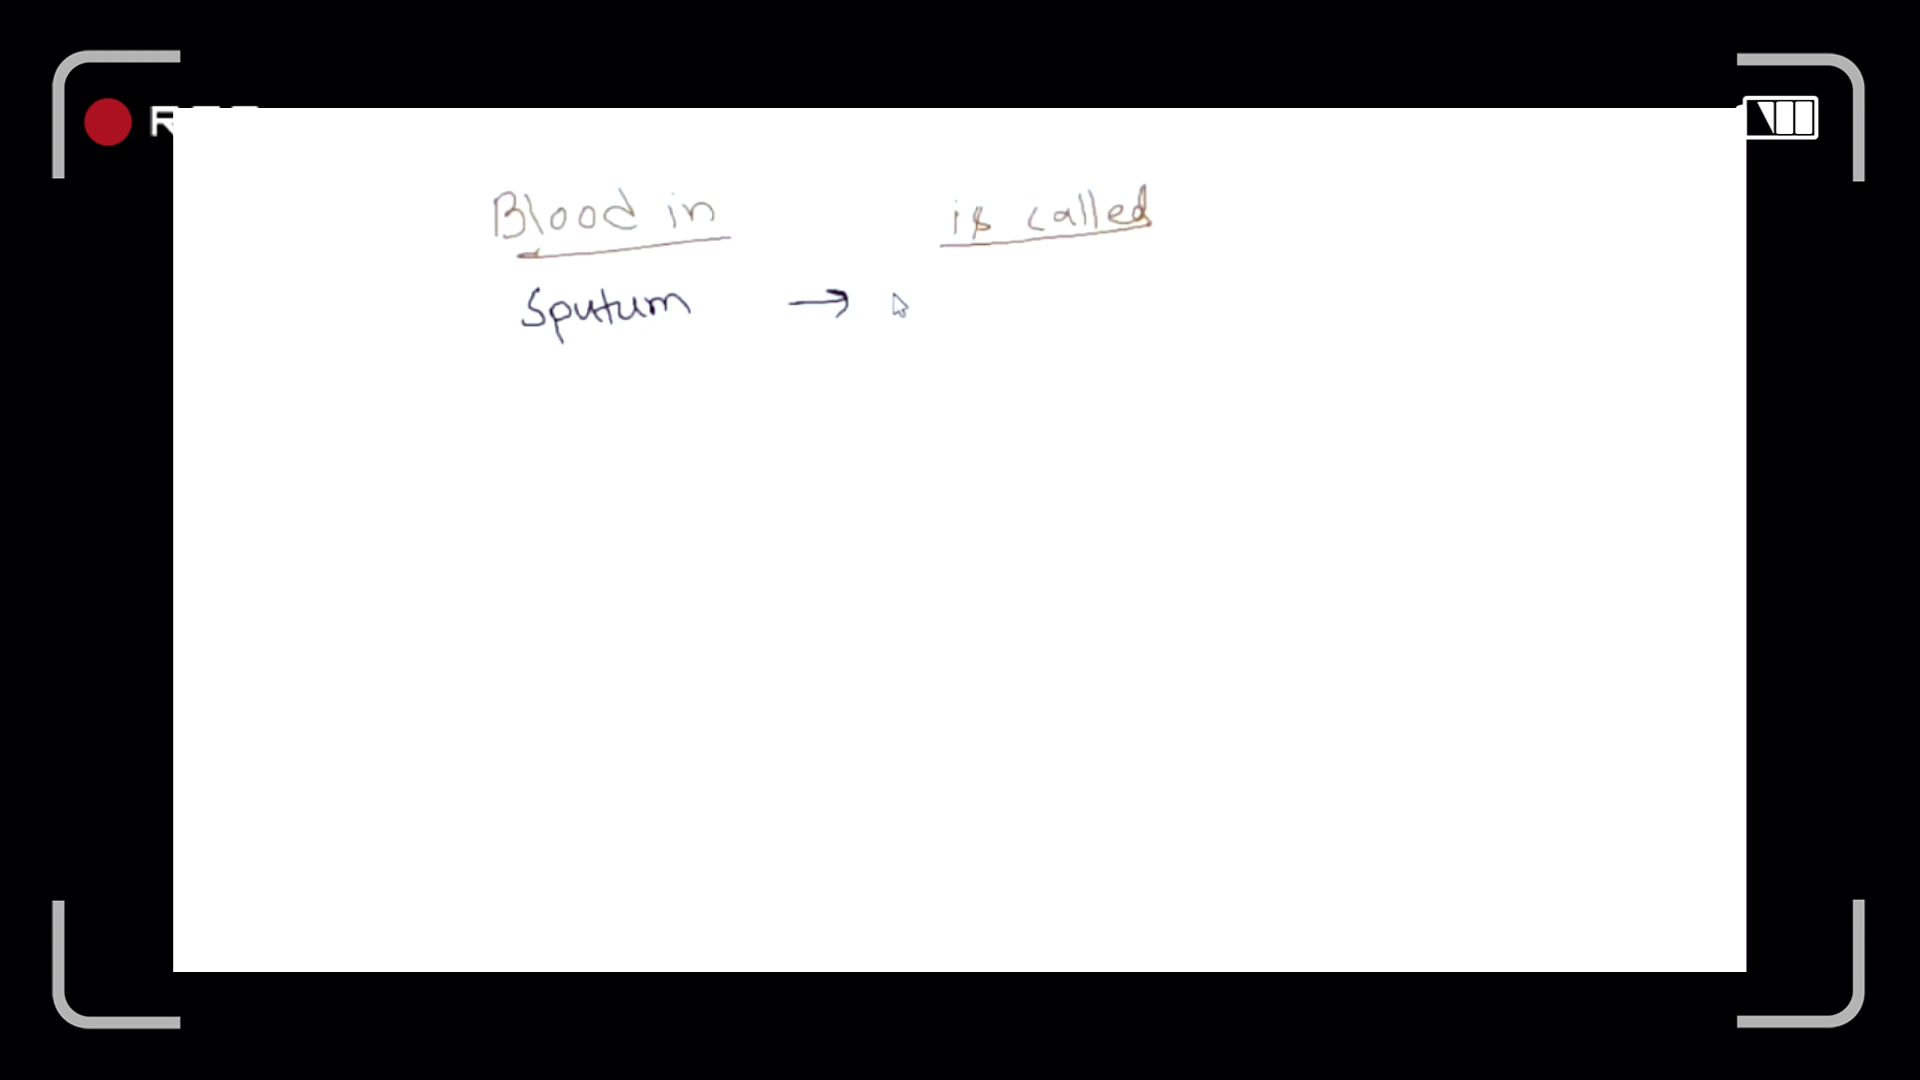 Blood in is called
Sputum →